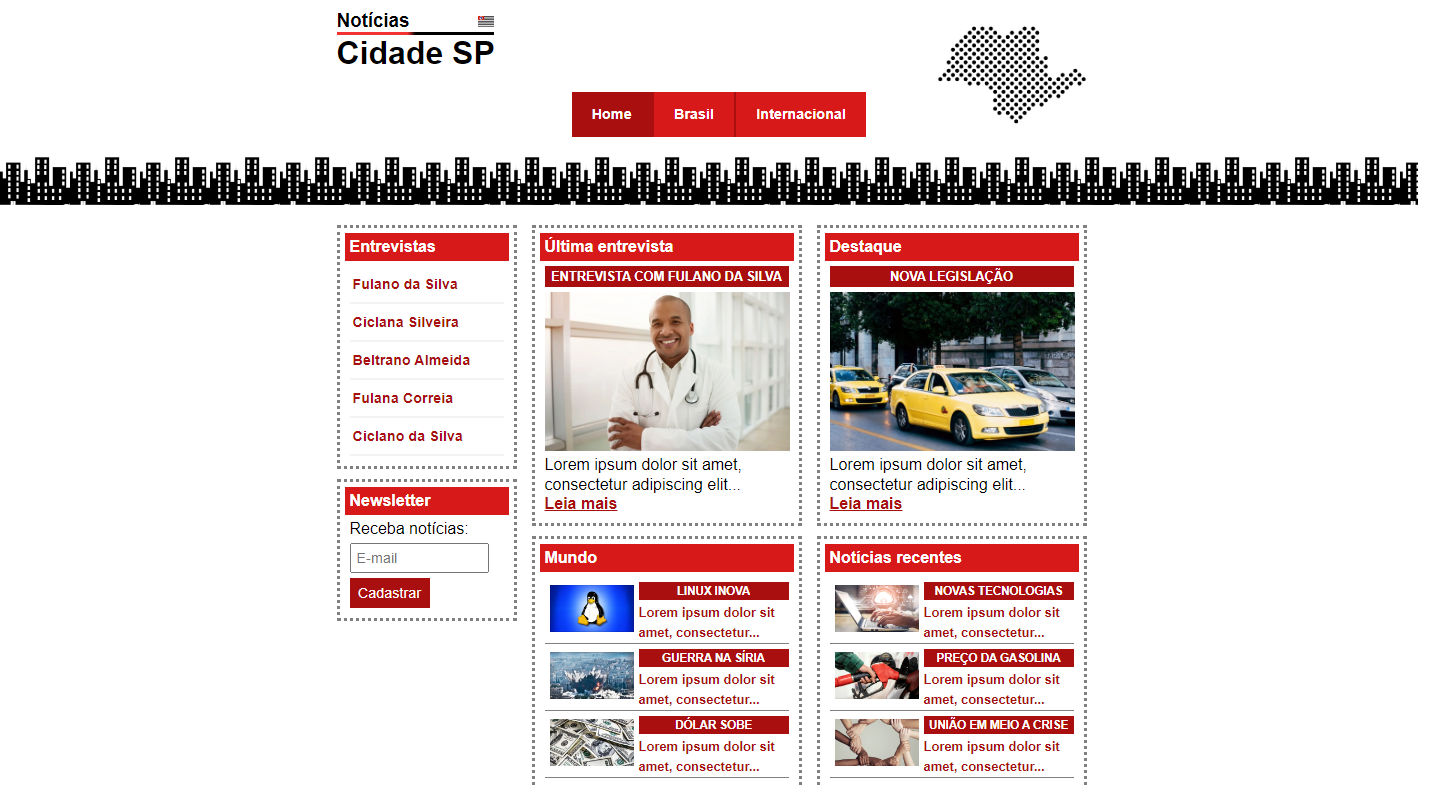 Notícias
Cidade SP
Home
Brasil
Internacional
Entrevistas
Fulano da Silva
Ciclana Silveira
Beltrano Almeida
Fulana Correia
Ciclano da Silva
Newsletter
Receba notícias:
E-mail
Cadastrar
Última entrevista
ENTREVISTA COM FULANO DA SILVA
Lorem ipsum dolor sit amet,
consectetur adipiscing elit...
Leia mais
Destaque
NOVA LEGISLAÇÃO
Lorem ipsum dolor sit amet,
consectetur adipiscing elit...
Leia mais
Mundo
LINUX INOVA
Lorem ipsum dolor sit
amet, consectetur...
GUERRA NA SÍRIA
Lorem ipsum dolor sit
amet, consectetur...
DÓLAR SOBE
Lorem ipsum dolor sit
amet, consectetur...
Notícias recentes
NOVAS TECNOLOGIAS
Lorem ipsum dolor sit
amet, consectetur...
PREÇO DA GASOLINA
Lorem ipsum dolor sit
amet, consectetur...
UNIÃO EM MEIO A CRISE
Lorem ipsum dolor sit
amet, consectetur...